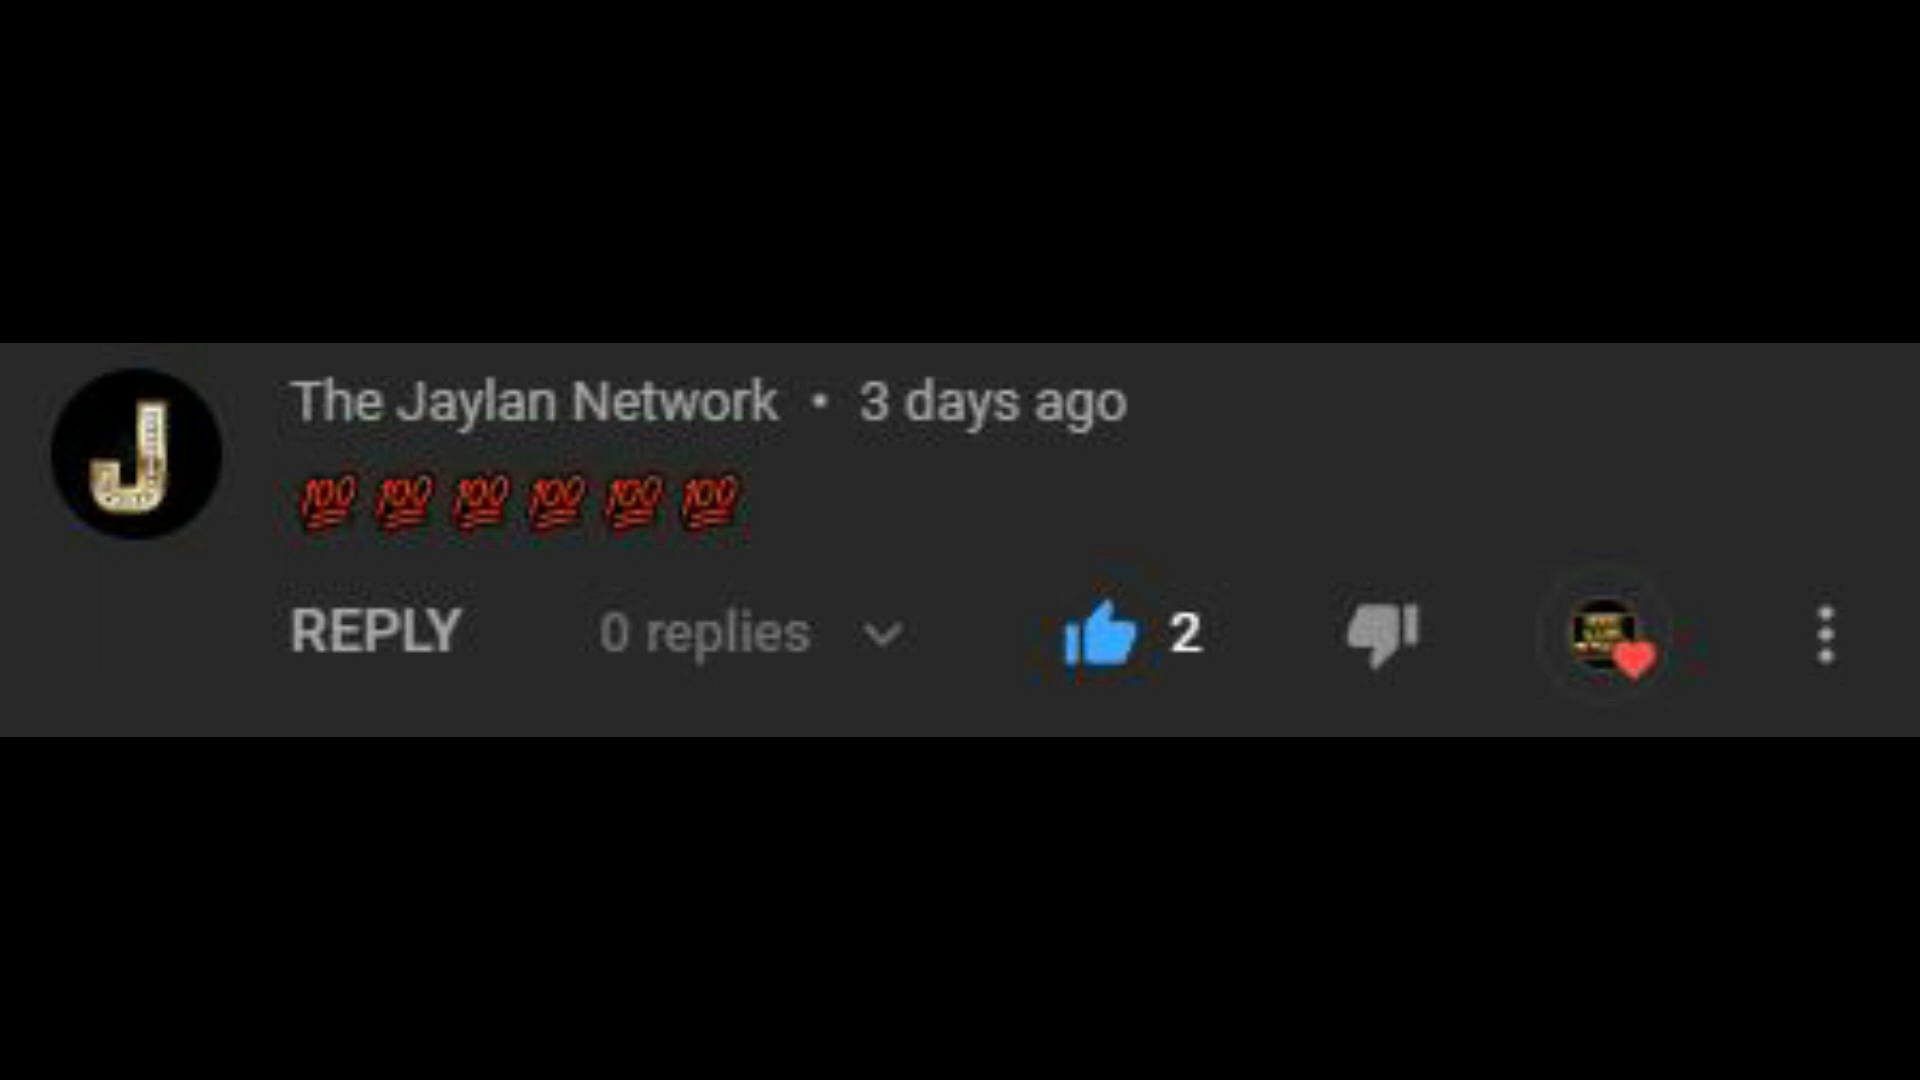 J
The Jaylan Network • 3 days ago
💯 💯 💯 💯 💯 💯
REPLY 0 replies 2